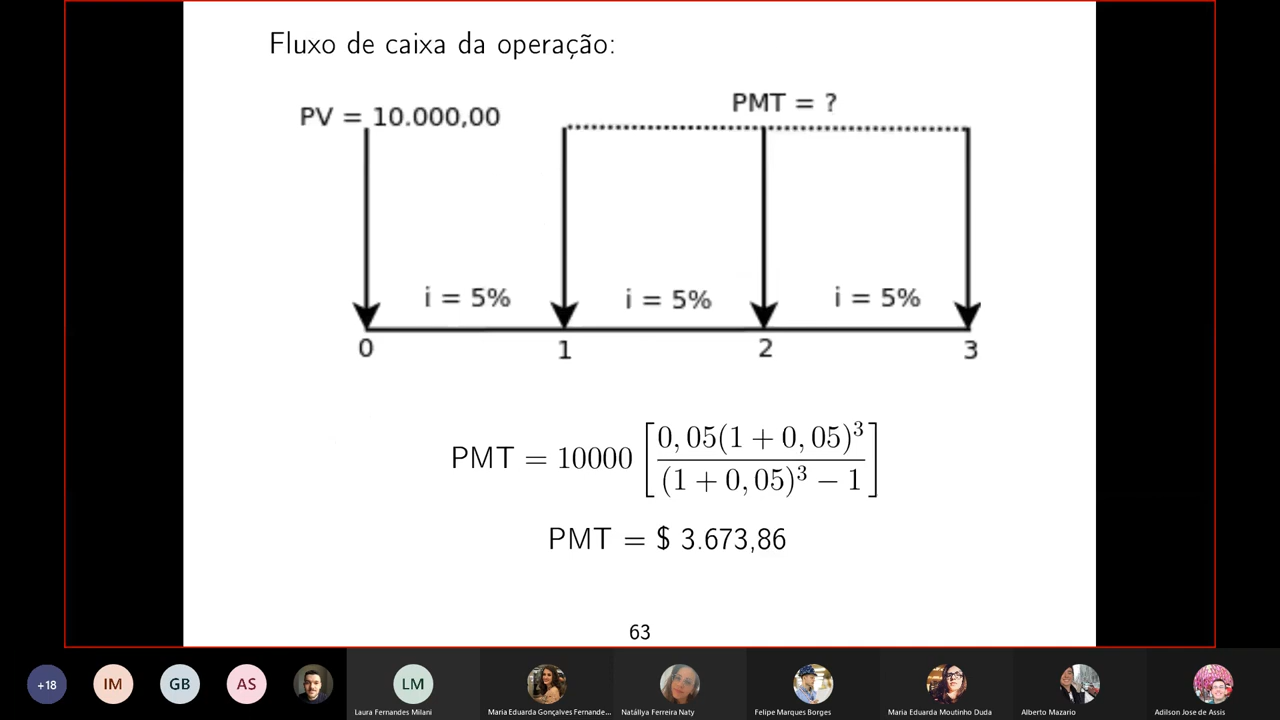 Fluxo de caixa da operação:
PMT = ?
PV = 10.000,00
i = 5% i = 5% i = 5%
0 1 2 3
PMT = 10000 [0, 05(1 + 0, 05)³ / (1 + 0, 05)³ − 1]
PMT = $ 3.673,86
63
+18 IM GB AS LM
Laura Fernandes Milani Maria Eduarda Gonçalves Fernande... Natállya Ferreira Naty Felipe Marques Borges Maria Eduarda Moutinho Duda Alberto Mazario Adilson Jose de Assis